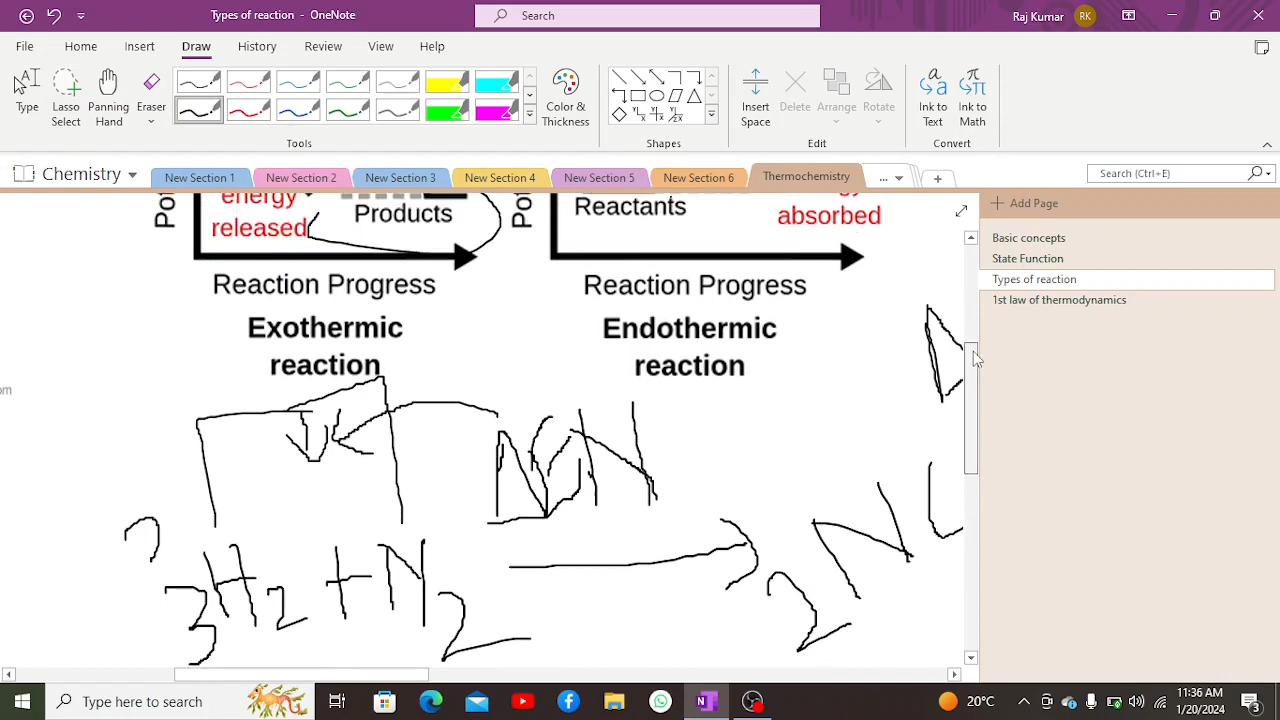 Search
Raj Kumar
RK
File Home Insert Draw History Review View Help
Type
Lasso Select
Panning Hand
Eraser
Color & Thickness
Insert Space
Delete
Arrange
Rotate
Ink to Text
Ink to Math
Tools
Shapes
Edit
Convert
Chemistry
New Section 1
New Section 2
New Section 3
New Section 4
New Section 5
New Section 6
Thermochemistry
...
Search (Ctrl+E)
Add Page
Basic concepts
State Function
Types of reaction
1st law of thermodynamics
energy released
Products
Reaction Progress
Exothermic reaction
Reactants
absorbed
Reaction Progress
Endothermic reaction
om
3H2 + N2
2N
Type here to search
20°C
11:36 AM
1/20/2024